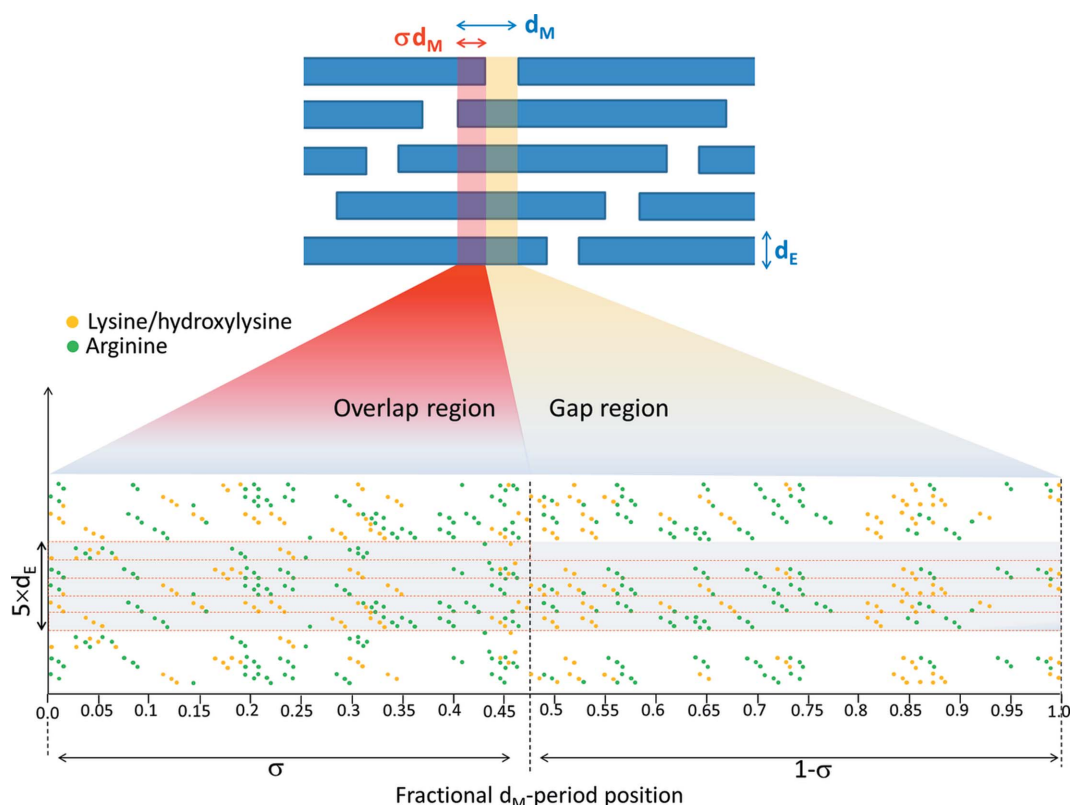 d_M
σd_M
d_E
Lysine/hydroxylysine
Arginine
Overlap region Gap region
5×d_E
0.0 0.05 0.1 0.15 0.2 0.25 0.3 0.35 0.4 0.45 0.5 0.55 0.6 0.65 0.7 0.75 0.8 0.85 0.9 0.95 1.0
σ 1-σ
Fractional d_M-period position